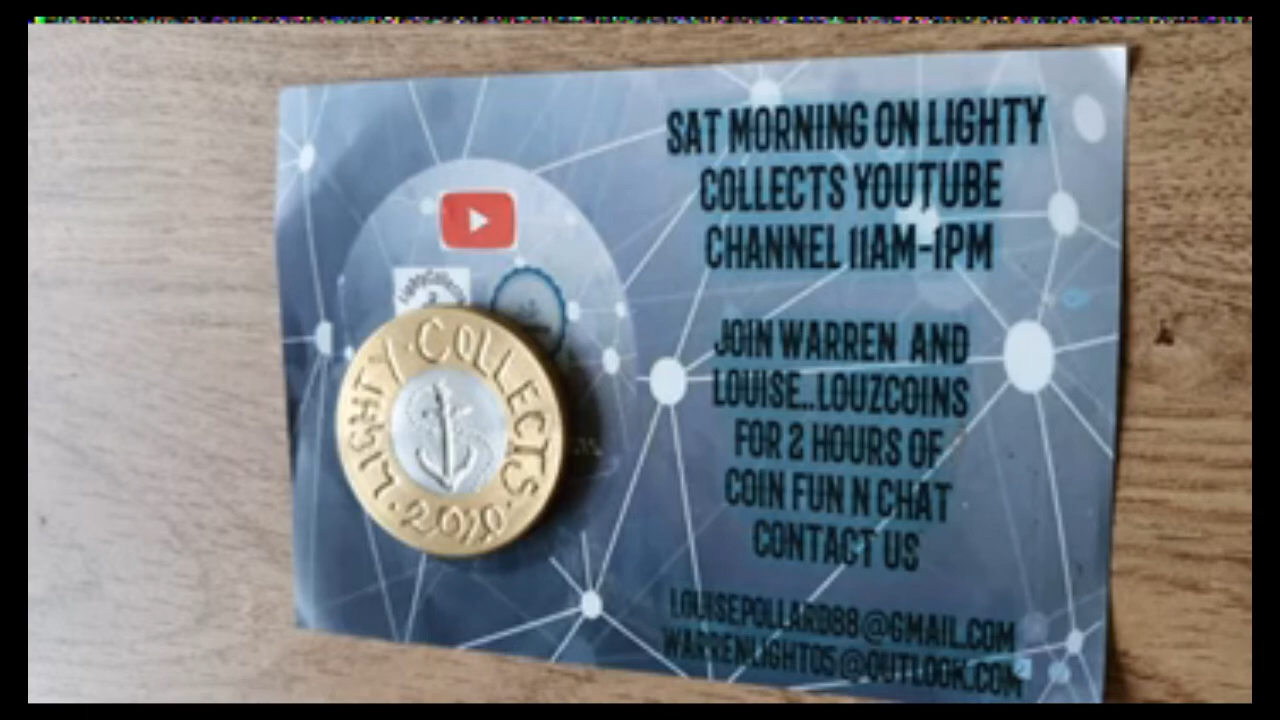 SAT MORNING ON LIGHTY
COLLECTS YOUTUBE
CHANNEL 11AM-1PM
JOIN WARREN AND
LOUISE..LOUZCOINS
FOR 2 HOURS OF
COIN FUN N CHAT
CONTACT US
LOUISEPOLLARD88@GMAIL.COM
WARRENLIGHT05@OUTLOOK.COM
LIGHTY COLLECTS
· 2020 ·